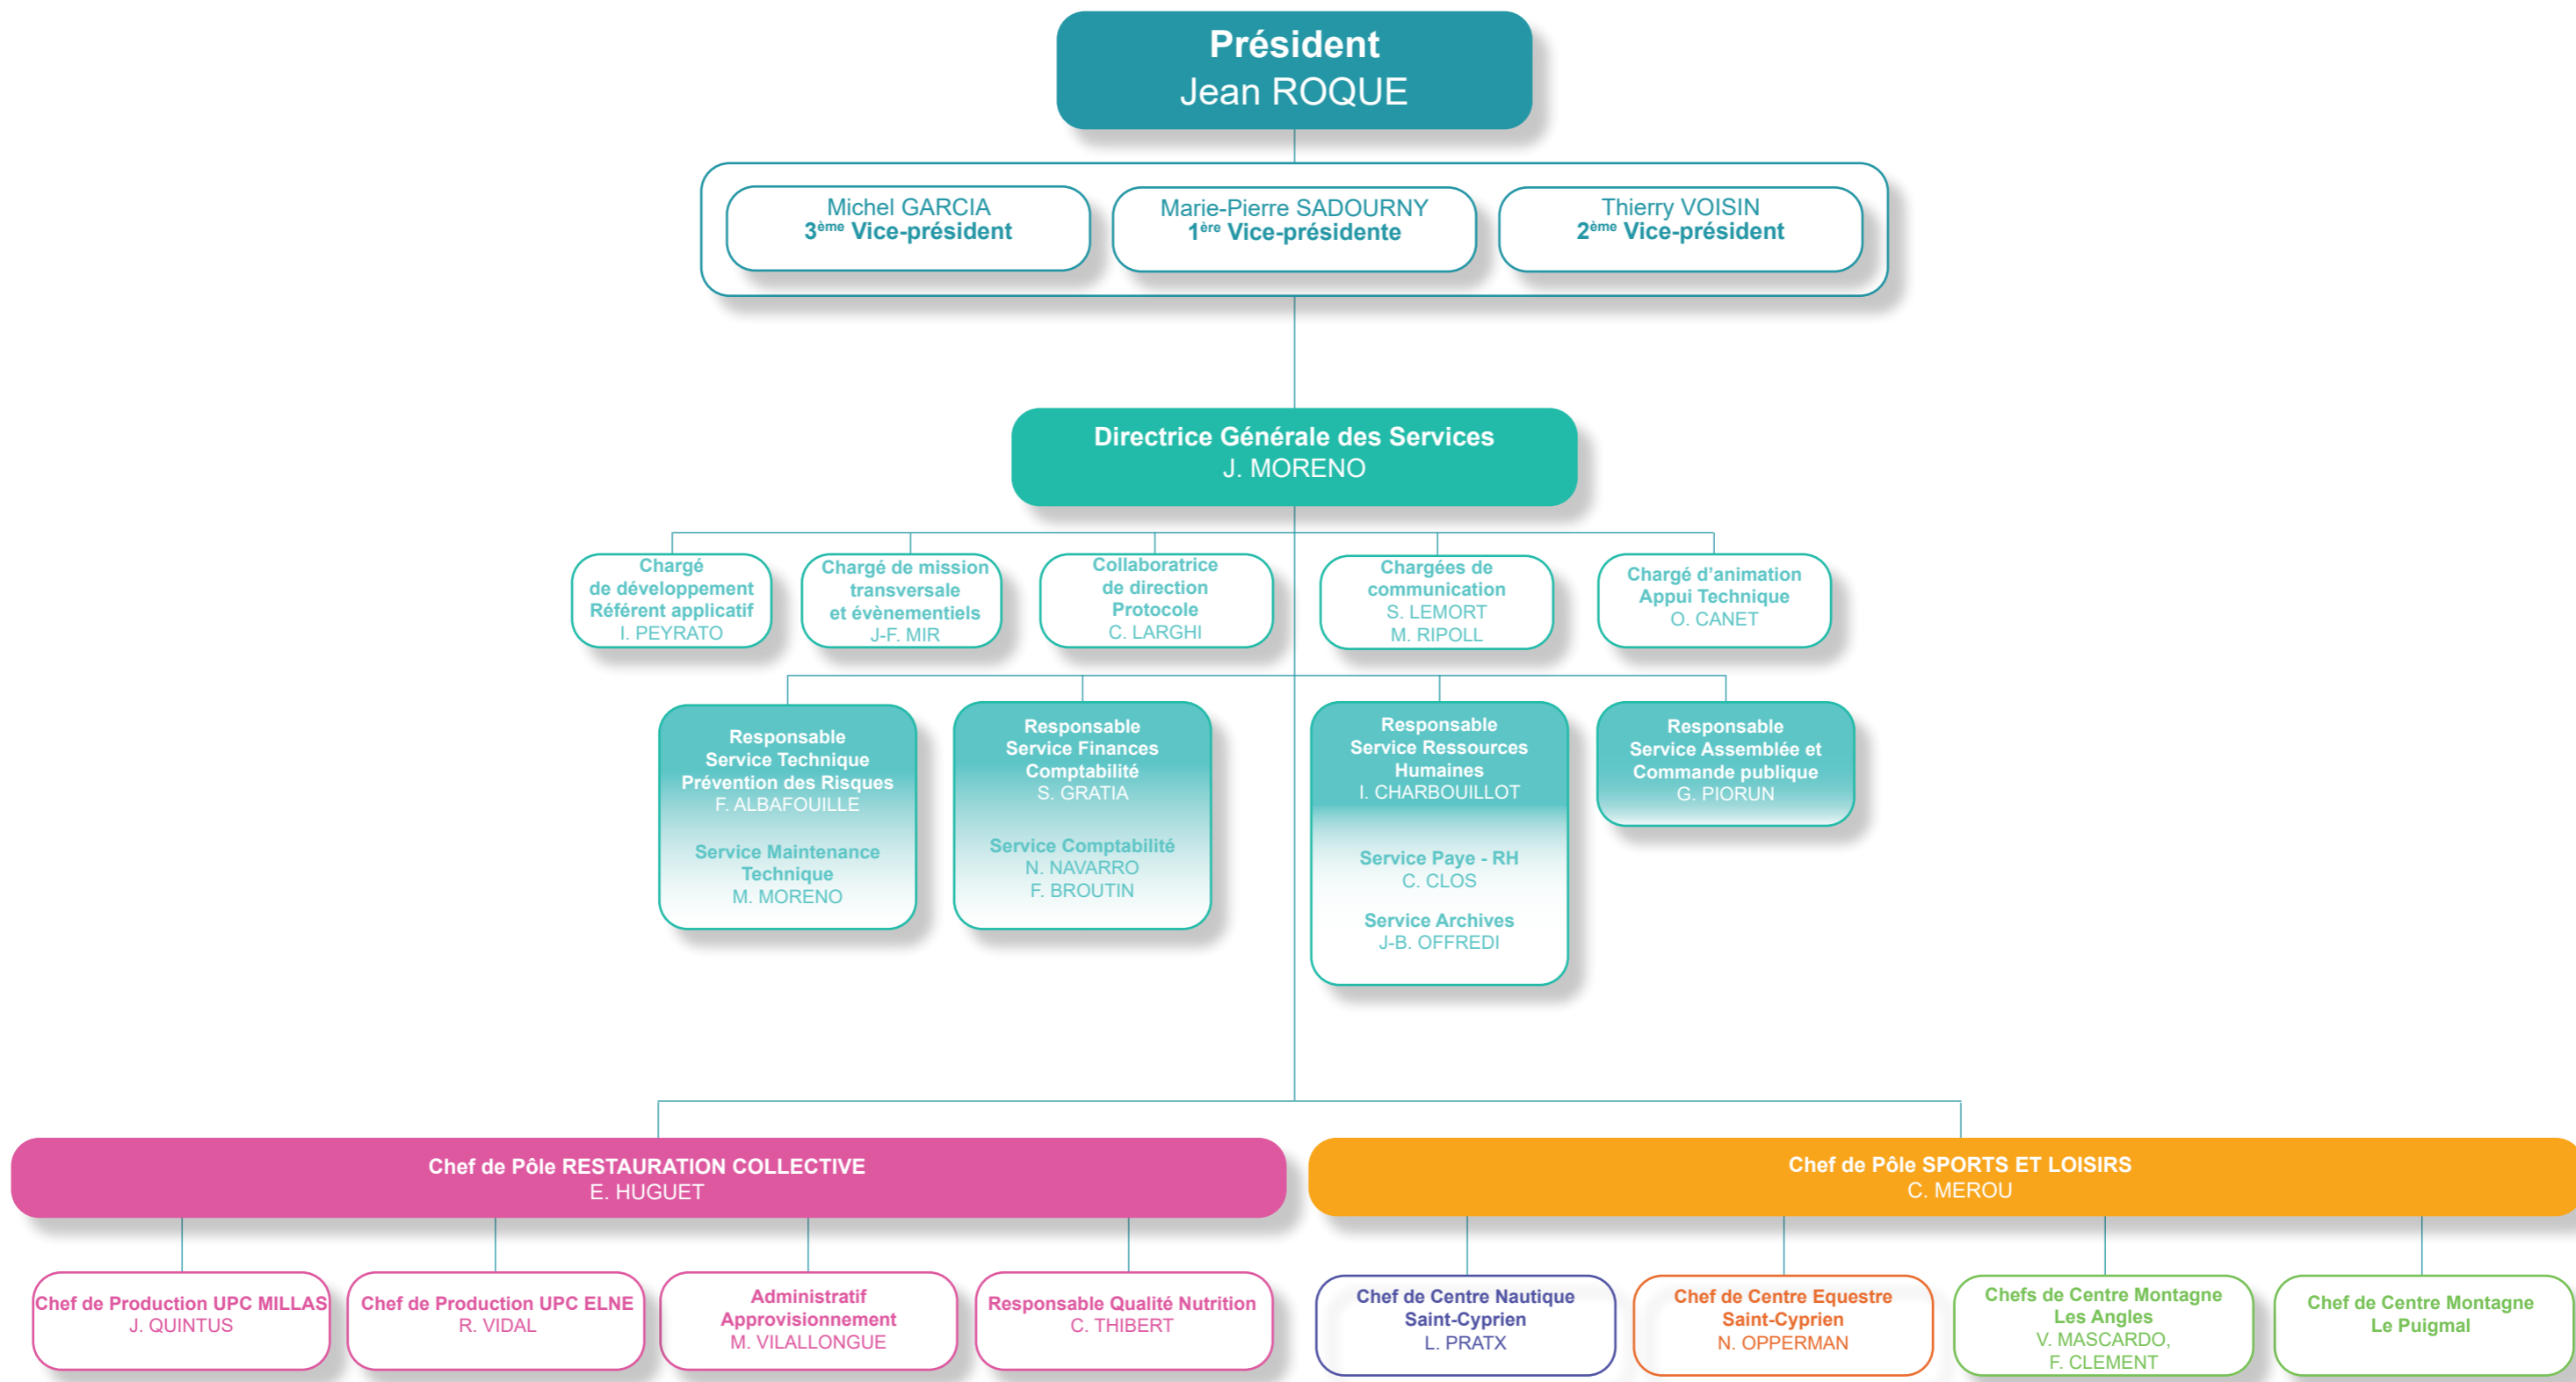 Président
Jean ROQUE
Michel GARCIA
3ème Vice-président
Marie-Pierre SADOURNY
1ère Vice-présidente
Thierry VOISIN
2ème Vice-président
Directrice Générale des Services
J. MORENO
Chargé
de développement
Référent applicatif
I. PEYRATO
Chargé de mission
transversale
et évènementiels
J-F. MIR
Collaboratrice
de direction
Protocole
C. LARGHI
Chargées de
communication
S. LEMORT
M. RIPOLL
Chargé d’animation
Appui Technique
O. CANET
Responsable
Service Technique
Prévention des Risques
F. ALBAFOUILLE
Service Maintenance
Technique
M. MORENO
Responsable
Service Finances
Comptabilité
S. GRATIA
Service Comptabilité
N. NAVARRO
F. BROUTIN
Responsable
Service Ressources
Humaines
I. CHARBOUILLOT
Service Paye - RH
C. CLOS
Service Archives
J-B. OFFREDI
Responsable
Service Assemblée et
Commande publique
G. PIORUN
Chef de Pôle RESTAURATION COLLECTIVE
E. HUGUET
Chef de Production UPC MILLAS
J. QUINTUS
Chef de Production UPC ELNE
R. VIDAL
Administratif
Approvisionnement
M. VILALLONGUE
Responsable Qualité Nutrition
C. THIBERT
Chef de Pôle SPORTS ET LOISIRS
C. MEROU
Chef de Centre Nautique
Saint-Cyprien
L. PRATX
Chef de Centre Equestre
Saint-Cyprien
N. OPPERMAN
Chefs de Centre Montagne
Les Angles
V. MASCARDO,
F. CLEMENT
Chef de Centre Montagne
Le Puigmal